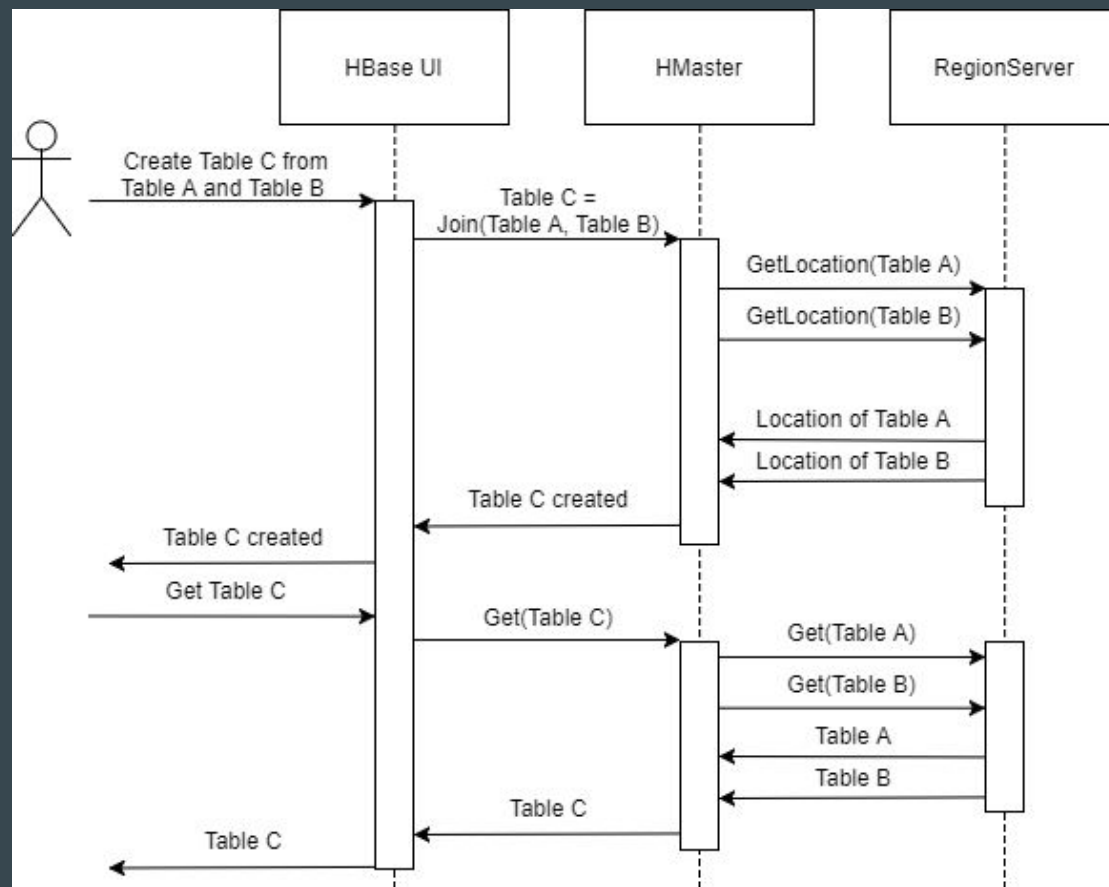 HBase UI
HMaster
RegionServer
Create Table C from
Table A and Table B
Table C =
Join(Table A, Table B)
GetLocation(Table A)
GetLocation(Table B)
Location of Table A
Location of Table B
Table C created
Table C created
Get Table C
Get(Table C)
Get(Table A)
Get(Table B)
Table A
Table B
Table C
Table C